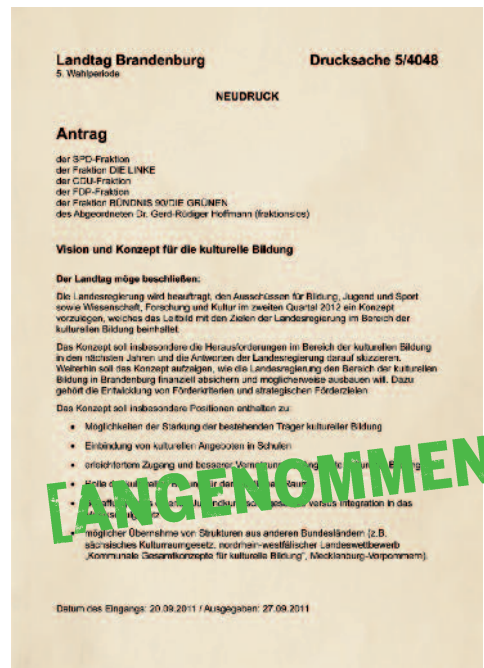 Landtag Brandenburg Drucksache 5/4048
5. Wahlperiode
NEUDRUCK
Antrag
der SPD-Fraktion
der Fraktion DIE LINKE
der CDU-Fraktion
der FDP-Fraktion
der Fraktion BÜNDNIS 90/DIE GRÜNEN
des Abgeordneten Dr. Gerd-Rüdiger Hoffmann (fraktionslos)
Vision und Konzept für die kulturelle Bildung
Der Landtag möge beschließen:
Die Landesregierung wird beauftragt, den Ausschüssen für Bildung, Jugend und Sport
sowie Wissenschaft, Forschung und Kultur im zweiten Quartal 2012 ein Konzept
vorzulegen, welches das Leitbild mit den Zielen der Landesregierung im Bereich der
kulturellen Bildung beinhaltet.
Das Konzept soll insbesondere die Herausforderungen im Bereich der kulturellen Bildung
in den nächsten Jahren und die Antworten der Landesregierung darauf skizzieren.
Weiterhin soll das Konzept aufzeigen, wie die Landesregierung den Bereich der kulturellen
Bildung in Brandenburg finanziell absichern und möglicherweise ausbauen will. Dazu
gehört die Entwicklung von Förderkriterien und strategischen Förderzielen.
Das Konzept soll insbesondere Positionen enthalten zu:
• Möglichkeiten der Stärkung der bestehenden Träger kultureller Bildung
• Einbindung von kulturellen Angeboten in Schulen
• erleichtertem Zugang und besserer
• der für den
versus Integration in das
[ANGENOMMEN
• möglicher Übernahme von Strukturen aus anderen Bundesländern (z.B.
sächsisches Kulturraumgesetz, nordrhein-westfälischer Landeswettbewerb
„Kommunale Gesamtkonzepte für kulturelle Bildung", Mecklenburg-Vorpommern).
Datum des Eingangs: 20.09.2011 / Ausgegeben: 27.09.2011